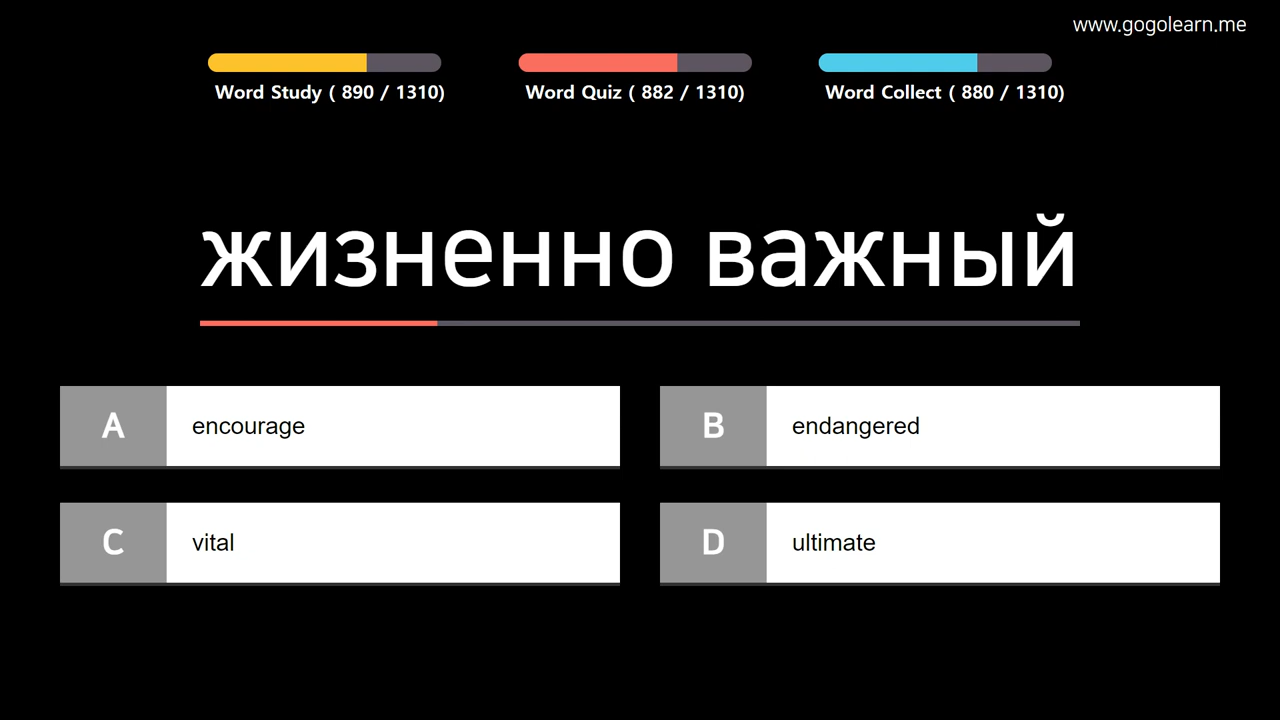 www.gogolearn.me
Word Study ( 890 / 1310)
Word Quiz ( 882 / 1310)
Word Collect ( 880 / 1310)
жизненно важный
A
encourage
B
endangered
C
vital
D
ultimate